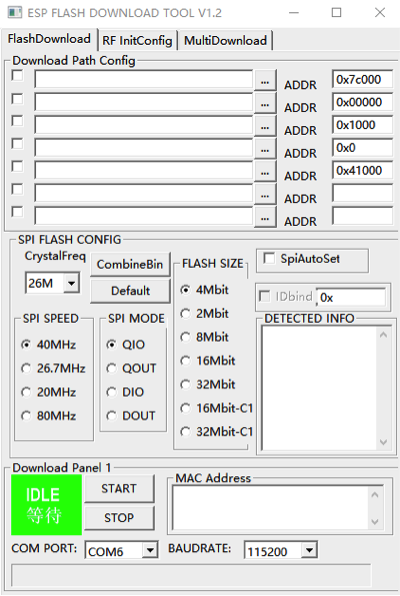 ESP FLASH DOWNLOAD TOOL V1.2
FlashDownload RF InitConfig MultiDownload
Download Path Config
... ADDR 0x7c000
... ADDR 0x00000
... ADDR 0x1000
... ADDR 0x0
... ADDR 0x41000
... ADDR
... ADDR
SPI FLASH CONFIG
CrystalFreq
26M
CombineBin
Default
SPI SPEED
40MHz
26.7MHz
20MHz
80MHz
SPI MODE
QIO
QOUT
DIO
DOUT
FLASH SIZE
4Mbit
2Mbit
8Mbit
16Mbit
32Mbit
16Mbit-C1
32Mbit-C1
SpiAutoSet
IDbind 0x
DETECTED INFO
Download Panel 1
IDLE
等待
START
STOP
MAC Address
COM PORT: COM6 BAUDRATE: 115200